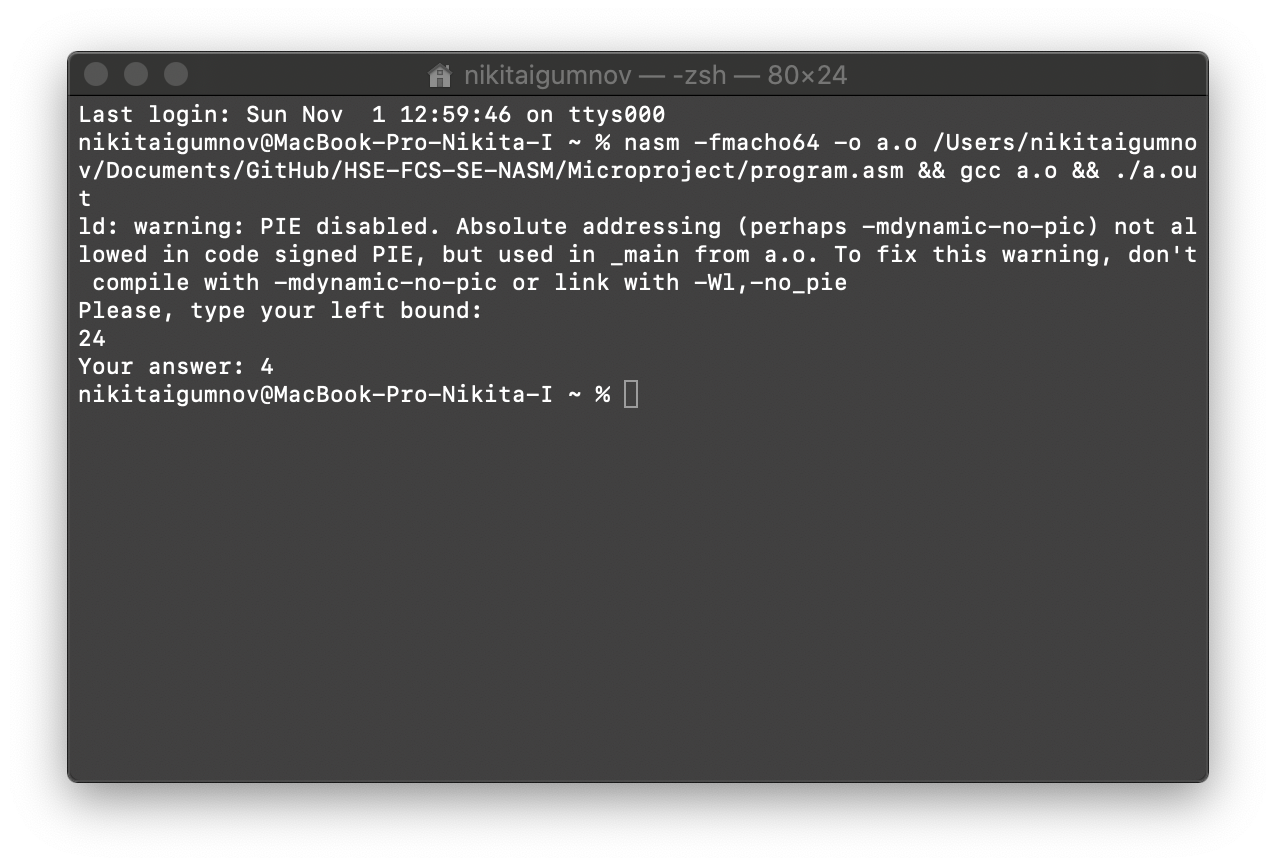 nikitaigumnov — -zsh — 80×24
Last login: Sun Nov  1 12:59:46 on ttys000
nikitaigumnov@MacBook-Pro-Nikita-I ~ % nasm -fmacho64 -o a.o /Users/nikitaigumno
v/Documents/GitHub/HSE-FCS-SE-NASM/Microproject/program.asm && gcc a.o && ./a.ou
t
ld: warning: PIE disabled. Absolute addressing (perhaps -mdynamic-no-pic) not al
lowed in code signed PIE, but used in _main from a.o. To fix this warning, don't
 compile with -mdynamic-no-pic or link with -Wl,-no_pie
Please, type your left bound:
24
Your answer: 4
nikitaigumnov@MacBook-Pro-Nikita-I ~ %